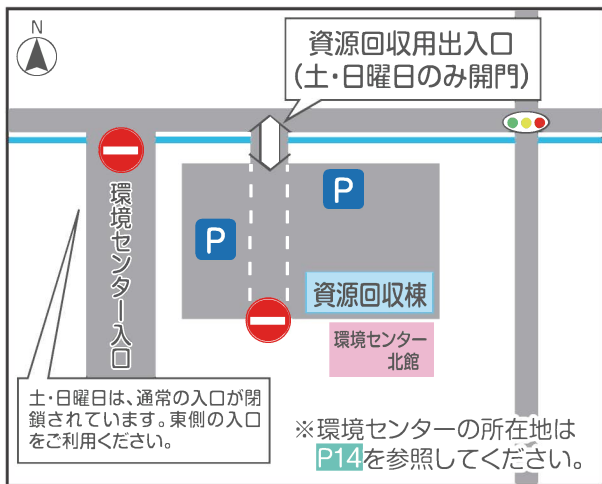 N
資源回収用出入口
(土・日曜日のみ開門)
環境センター入口
P
P
資源回収棟
環境センター
北館
土・日曜日は、通常の入口が閉
鎖されています。東側の入口
をご利用ください。
※環境センターの所在地は
P14を参照してください。